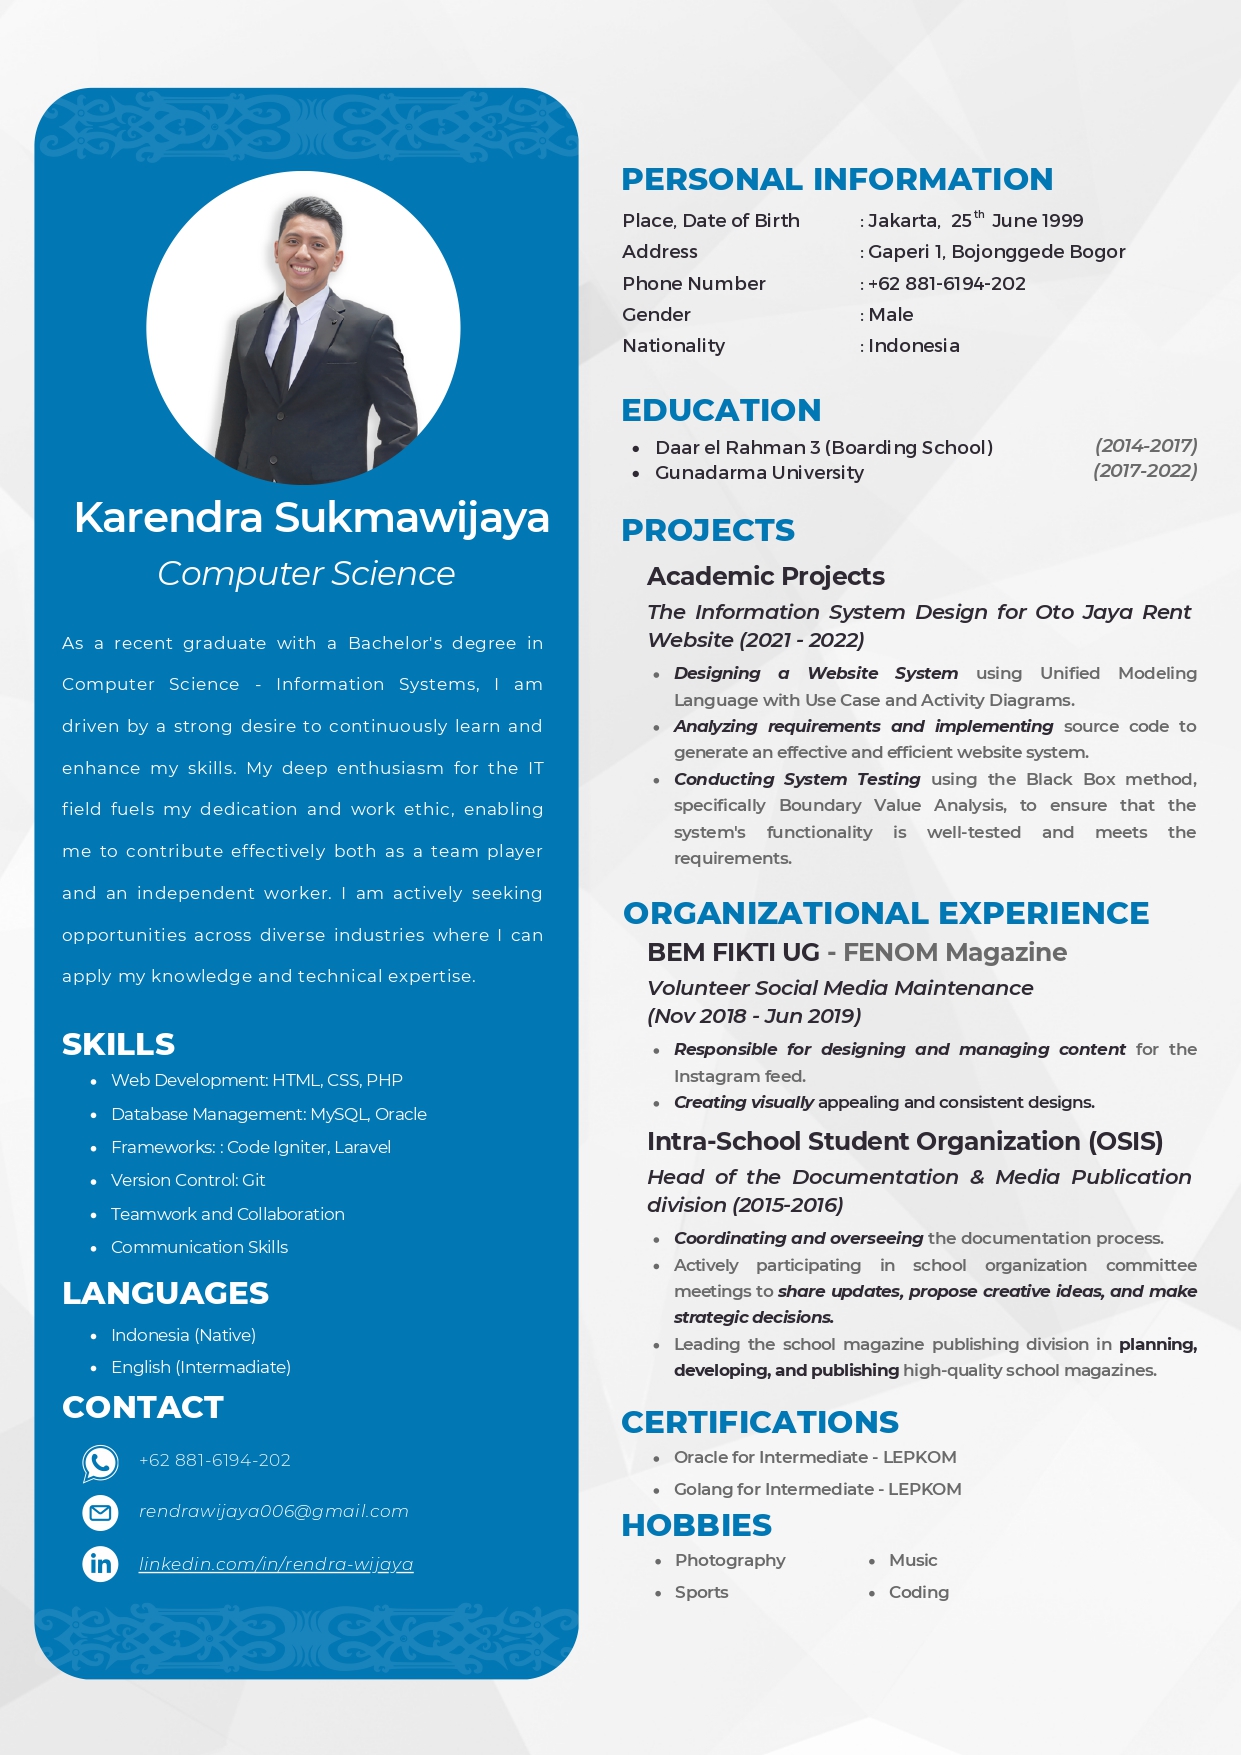 Karendra Sukmawijaya
Computer Science
As a recent graduate with a Bachelor's degree in
Computer Science - Information Systems, I am
driven by a strong desire to continuously learn and
enhance my skills. My deep enthusiasm for the IT
field fuels my dedication and work ethic, enabling
me to contribute effectively both as a team player
and an independent worker. I am actively seeking
opportunities across diverse industries where I can
apply my knowledge and technical expertise.
SKILLS
• Web Development: HTML, CSS, PHP
• Database Management: MySQL, Oracle
• Frameworks: : Code Igniter, Laravel
• Version Control: Git
• Teamwork and Collaboration
• Communication Skills
LANGUAGES
• Indonesia (Native)
• English (Intermadiate)
CONTACT
+62 881-6194-202
rendrawijaya006@gmail.com
in linkedin.com/in/rendra-wijaya
PERSONAL INFORMATION
Place, Date of Birth : Jakarta, 25th June 1999
Address : Gaperi 1, Bojonggede Bogor
Phone Number : +62 881-6194-202
Gender : Male
Nationality : Indonesia
EDUCATION
• Daar el Rahman 3 (Boarding School) (2014-2017)
• Gunadarma University (2017-2022)
PROJECTS
Academic Projects
The Information System Design for Oto Jaya Rent
Website (2021 - 2022)
• Designing a Website System using Unified Modeling
Language with Use Case and Activity Diagrams.
• Analyzing requirements and implementing source code to
generate an effective and efficient website system.
• Conducting System Testing using the Black Box method,
specifically Boundary Value Analysis, to ensure that the
system's functionality is well-tested and meets the
requirements.
ORGANIZATIONAL EXPERIENCE
BEM FIKTI UG - FENOM Magazine
Volunteer Social Media Maintenance
(Nov 2018 - Jun 2019)
• Responsible for designing and managing content for the
Instagram feed.
• Creating visually appealing and consistent designs.
Intra-School Student Organization (OSIS)
Head of the Documentation & Media Publication
division (2015-2016)
• Coordinating and overseeing the documentation process.
• Actively participating in school organization committee
meetings to share updates, propose creative ideas, and make
strategic decisions.
• Leading the school magazine publishing division in planning,
developing, and publishing high-quality school magazines.
CERTIFICATIONS
• Oracle for Intermediate - LEPKOM
• Golang for Intermediate - LEPKOM
HOBBIES
• Photography • Music
• Sports • Coding